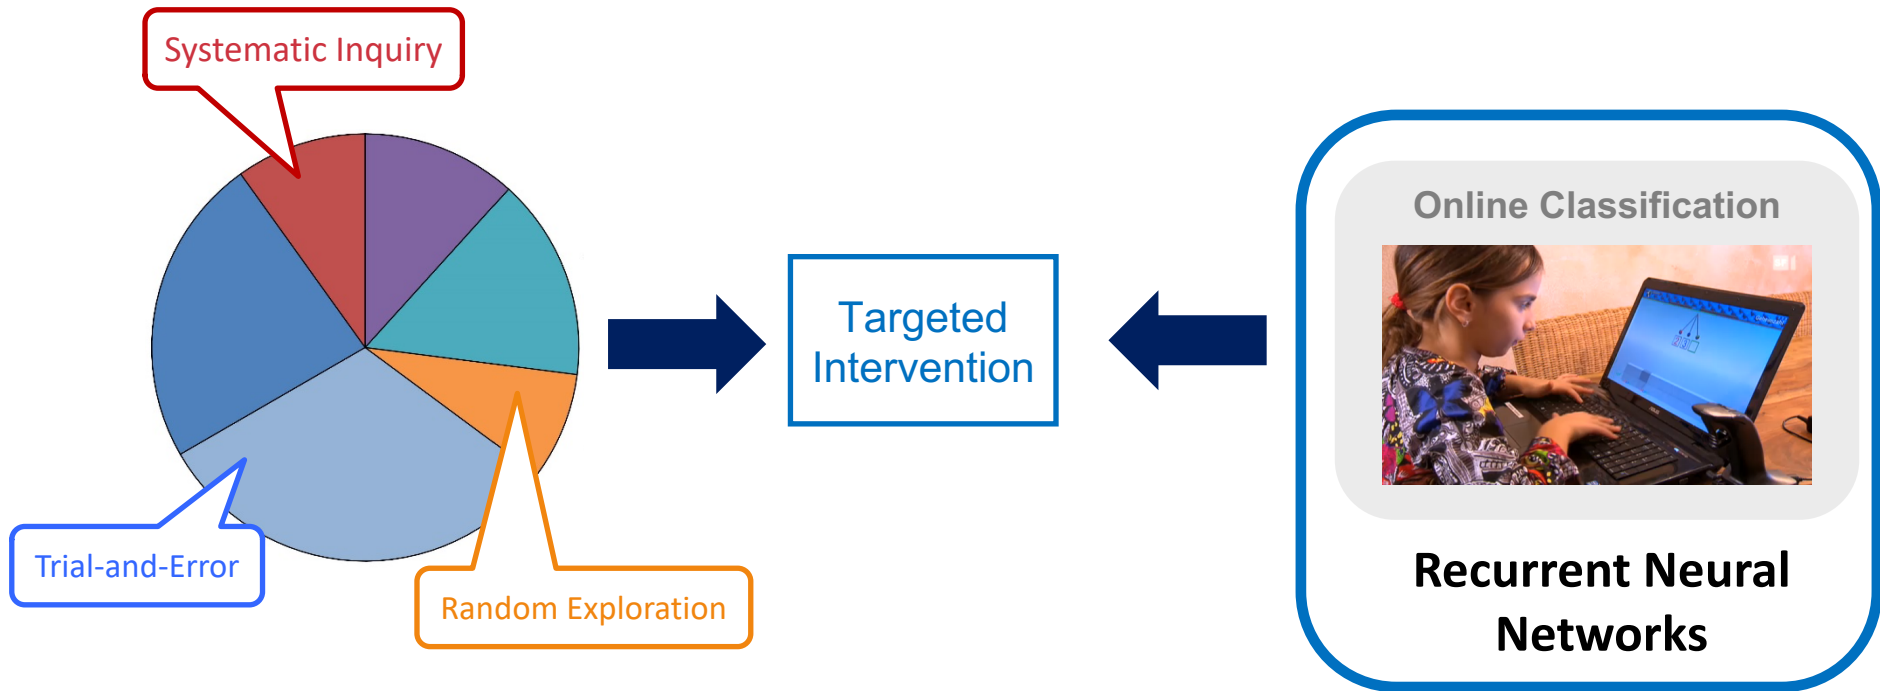 Systematic Inquiry
Trial-and-Error
Random Exploration
Targeted
Intervention
Online Classification
Recurrent Neural
Networks